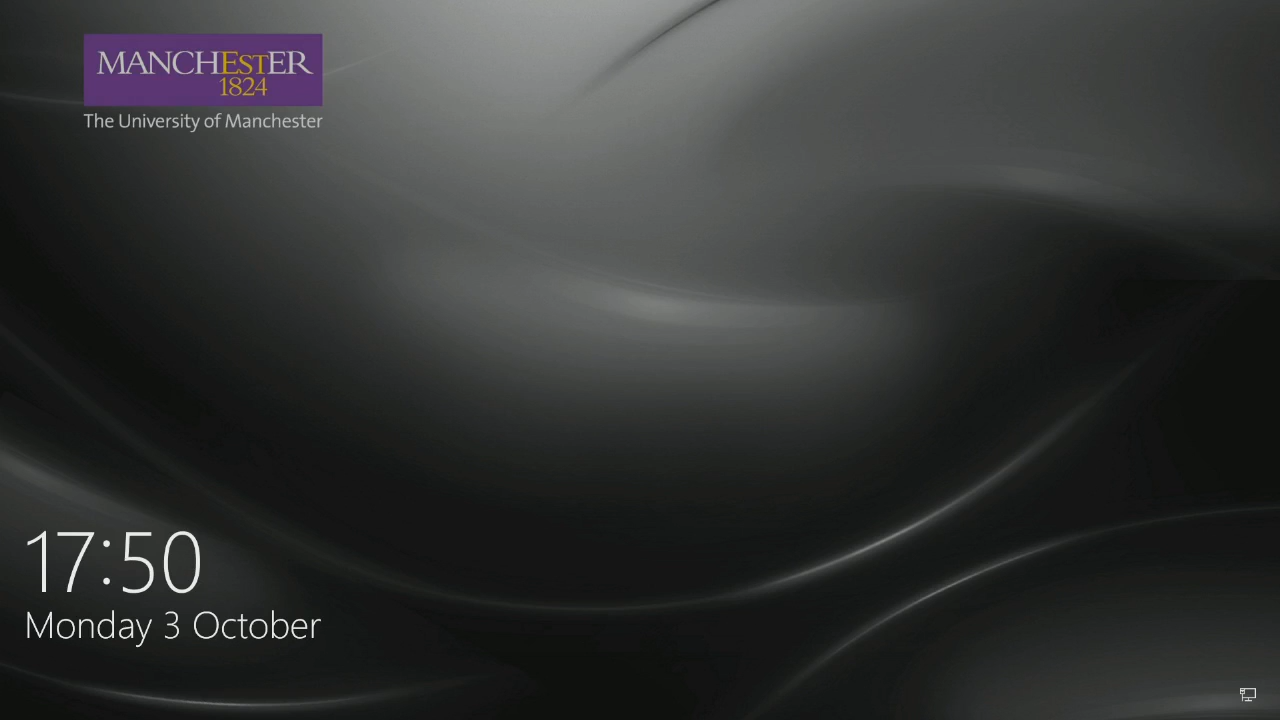 MANCHESTER
1824
The University of Manchester
17:50
Monday 3 October